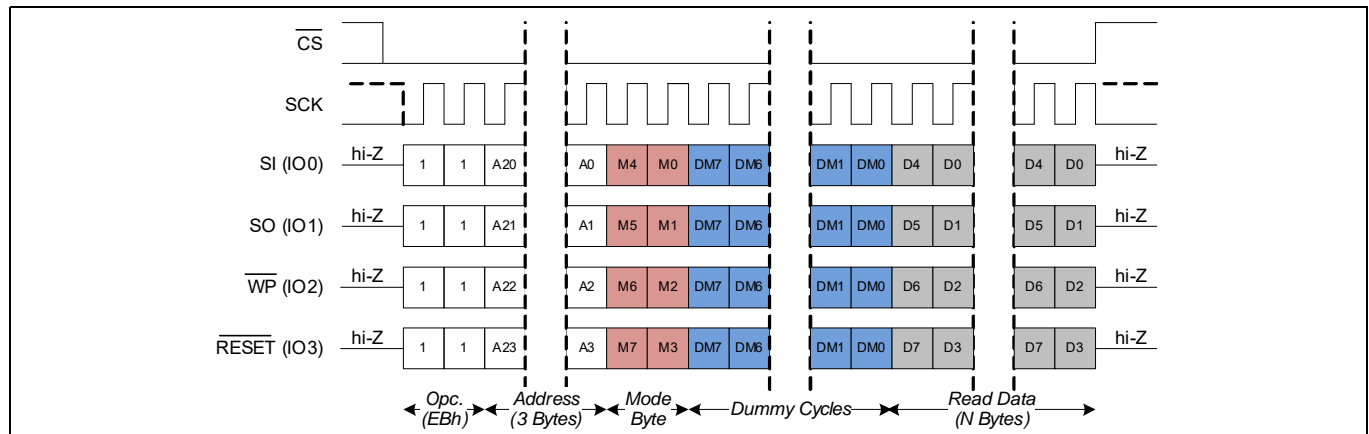 CS
SCK
SI (IO0) hi-Z 1 1 A20 A0 M4 M0 DM7 DM6 DM1 DM0 D4 D0 D4 D0 hi-Z
SO (IO1) hi-Z 1 1 A21 A1 M5 M1 DM7 DM6 DM1 DM0 D5 D1 D5 D1 hi-Z
WP (IO2) hi-Z 1 1 A22 A2 M6 M2 DM7 DM6 DM1 DM0 D6 D2 D6 D2 hi-Z
RESET (IO3) hi-Z 1 1 A23 A3 M7 M3 DM7 DM6 DM1 DM0 D7 D3 D7 D3 hi-Z
Opc. Address Mode Dummy Cycles Read Data
(EBh) (3 Bytes) Byte (N Bytes)